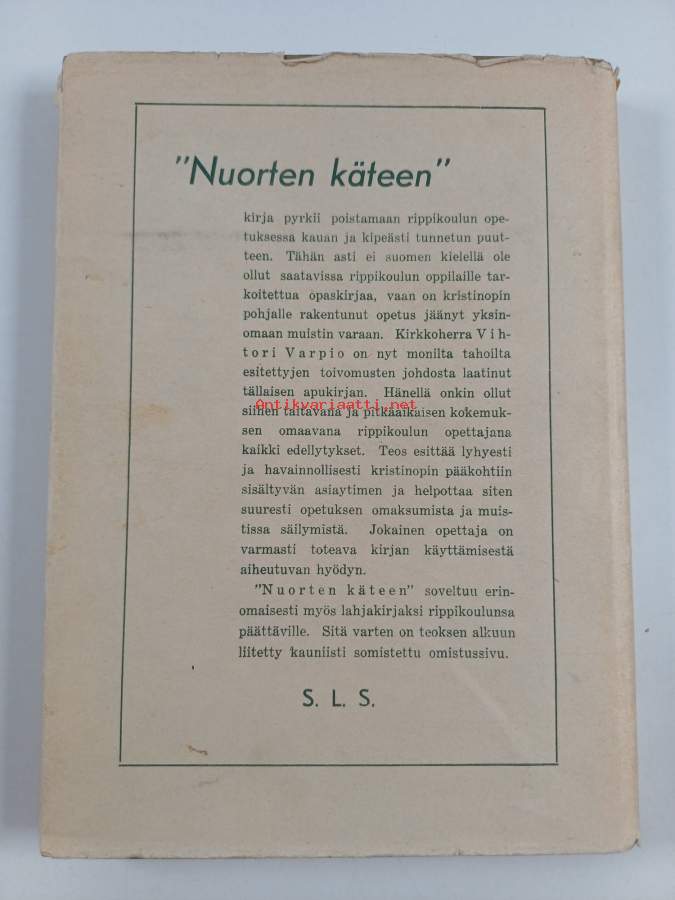 "Nuorten käteen"
kirja pyrkii poistamaan rippikoulun ope-
tuksessa kauan ja kipeästi tunnetun puut-
teen. Tähän asti ei suomen kielellä ole
ollut saatavissa rippikoulun oppilaille tar-
koitettua opaskirjaa, vaan on kristinopin
pohjalle rakentunut opetus jäänyt yksin-
omaan muistin varaan. Kirkkoherra Vih-
tori Varpio on nyt monilta tahoilta
esitettyjen toivomusten johdosta laatinut
tällaisen apukirjan. Hänellä onkin ollut
Antikvariaatti.net
siihen taitavana ja pitkäaikaisen kokemuk-
sen omaavana rippikoulun opettajana
kaikki edellytykset. Teos esittää lyhyesti
ja havainnollisesti kristinopin pääkohtiin
sisältyvän asiaytimen ja helpottaa siten
suuresti opetuksen omaksumista ja muis-
tissa säilymistä. Jokainen opettaja on
varmasti toteava kirjan käyttämisestä
aiheutuvan hyödyn.
"Nuorten käteen" soveltuu erin-
omaisesti myös lahjakirjaksi rippikoulunsa
päättäville. Sitä varten on teoksen alkuun
liitetty kauniisti somistettu omistussivu.
S. L. S.